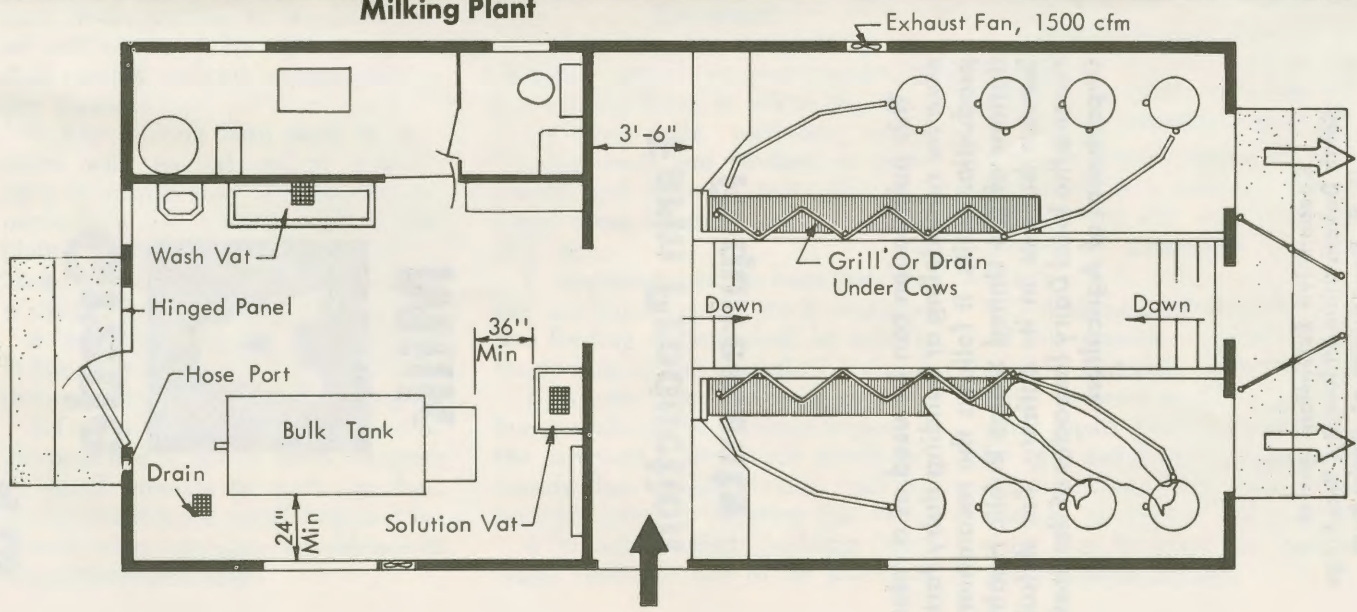 Milking Plant
Exhaust Fan, 1500 cfm
3'-6"
Wash Vat
Grill Or Drain
Under Cows
Hinged Panel
Down
Down
36"
Min
Hose Port
Bulk Tank
Drain
24"
Min
Solution Vat